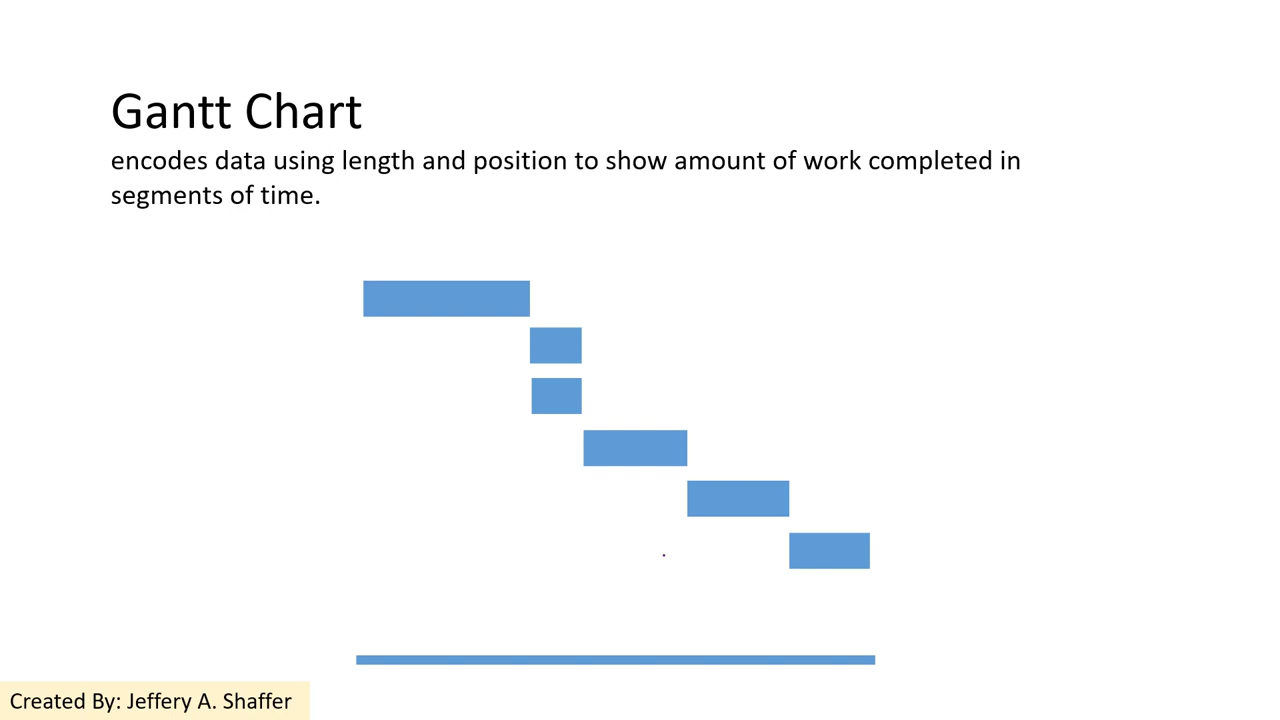 Gantt Chart
encodes data using length and position to show amount of work completed in
segments of time.
Created By: Jeffery A. Shaffer